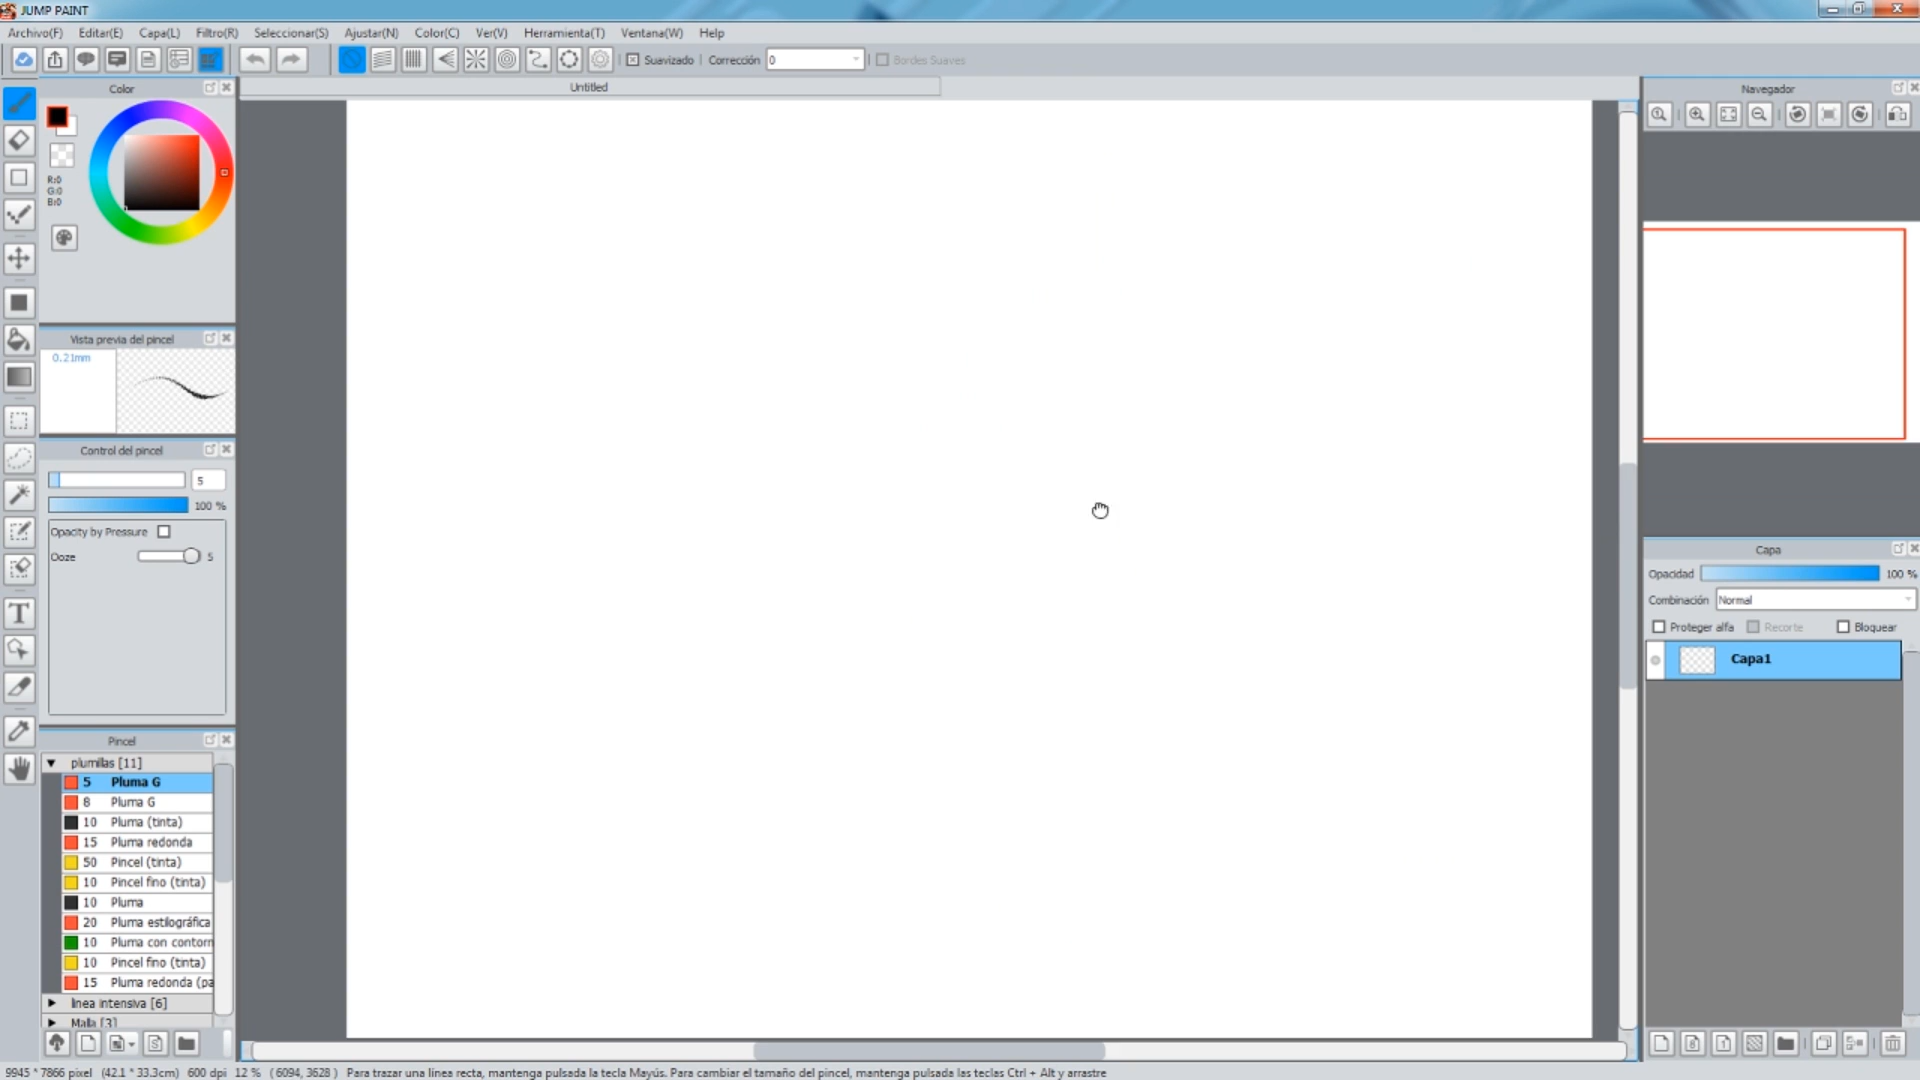 JUMP PAINT
Archivo(F) Editar(E) Capa(L) Filtro(R) Seleccionar(S) Ajustar(N) Color(C) Ver(V) Herramienta(T) Ventana(W) Help
Suavizado Corrección 0 Bordes Suaves
Color
Untitled
Navegador
R:0
G:0
B:0
Vista previa del pincel
0.21mm
Control del pincel
5
100 %
Opacity by Pressure
Ooze 5
Pincel
plumillas [11]
5 Pluma G
8 Pluma G
10 Pluma (tinta)
15 Pluma redonda
50 Pincel (tinta)
10 Pincel fino (tinta)
10 Pluma
20 Pluma estilográfica
10 Pluma con contorn
10 Pincel fino (tinta)
15 Pluma redonda (pa
linea intensiva [6]
Malla [3]
Capa
Opacidad 100 %
Combinación Normal
Proteger alfa Recorte Bloquear
Capa1
9945 * 7866 pixel (42.1 * 33.3cm) 600 dpi 12 % ( 6094, 3628 ) Para trazar una línea recta, mantenga pulsada la tecla Mayús. Para cambiar el tamaño del pincel, mantenga pulsada las teclas Ctrl + Alt y arrastre